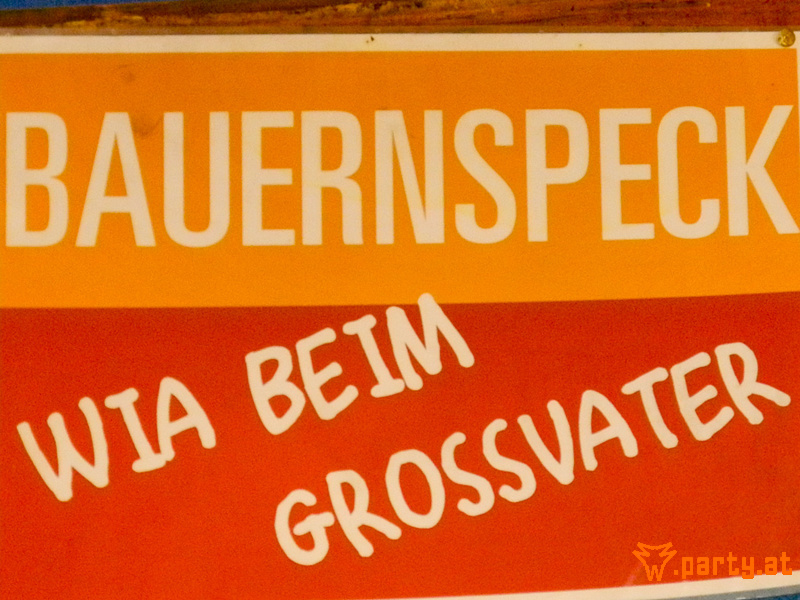 BAUERNSPECK
WIA BEIM
GROSSVATER
w.party.at